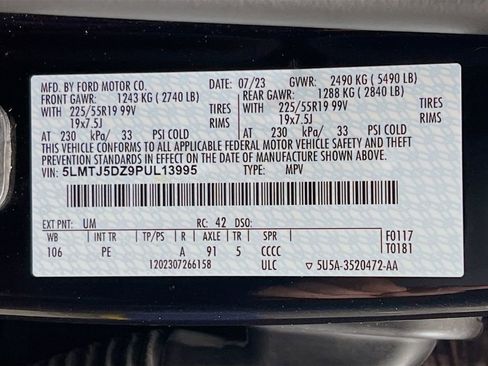 MFD. BY FORD MOTOR CO. DATE: 07/23 GVWR: 2490 KG ( 5490 LB)
FRONT GAWR: 1243 KG ( 2740 LB) REAR GAWR: 1288 KG ( 2840 LB)
WITH 225/55R19 99V TIRES WITH 225/55R19 99V TIRES
19x7.5J RIMS 19x7.5J RIMS
AT 230 kPa/ 33 PSI COLD AT 230 kPa/ 33 PSI COLD
THIS VEHICLE CONFORMS TO ALL APPLICABLE FEDERAL MOTOR VEHICLE SAFETY AND THEFT
PREVENTION STANDARDS IN EFFECT ON THE DATE OF MANUFACTURE SHOWN ABOVE.
VIN: 5LMTJ5DZ9PUL13995 TYPE: MPV
EXT PNT: UM RC: 42 DSO: F0117
WB INT TR TP/PS R AXLE TR SPR T0181
106 PE A 91 5 CCCC
1202307266158 ULC 5U5A-3520472-AA